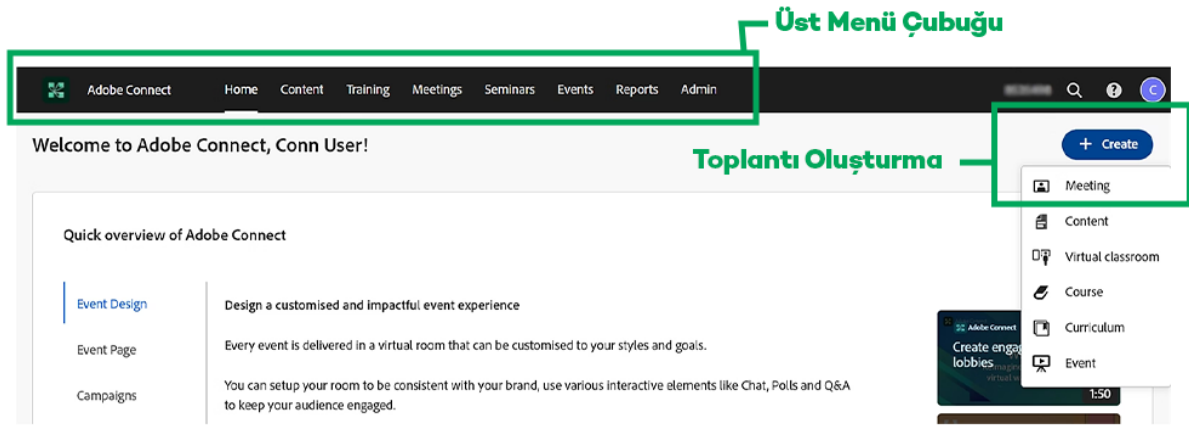 Üst Menü Çubuğu
Adobe Connect Home Content Training Meetings Seminars Events Reports Admin
C
Welcome to Adobe Connect, Conn User!
+ Create
Toplantı Oluşturma
Meeting
Content
Virtual classroom
Course
Curriculum
Event
Quick overview of Adobe Connect
Event Design
Event Page
Campaigns
Design a customised and impactful event experience
Every event is delivered in a virtual room that can be customised to your styles and goals.
You can setup your room to be consistent with your brand, use various interactive elements like Chat, Polls and Q&A
to keep your audience engaged.
Adobe Connect
Create
lobbies
1:50